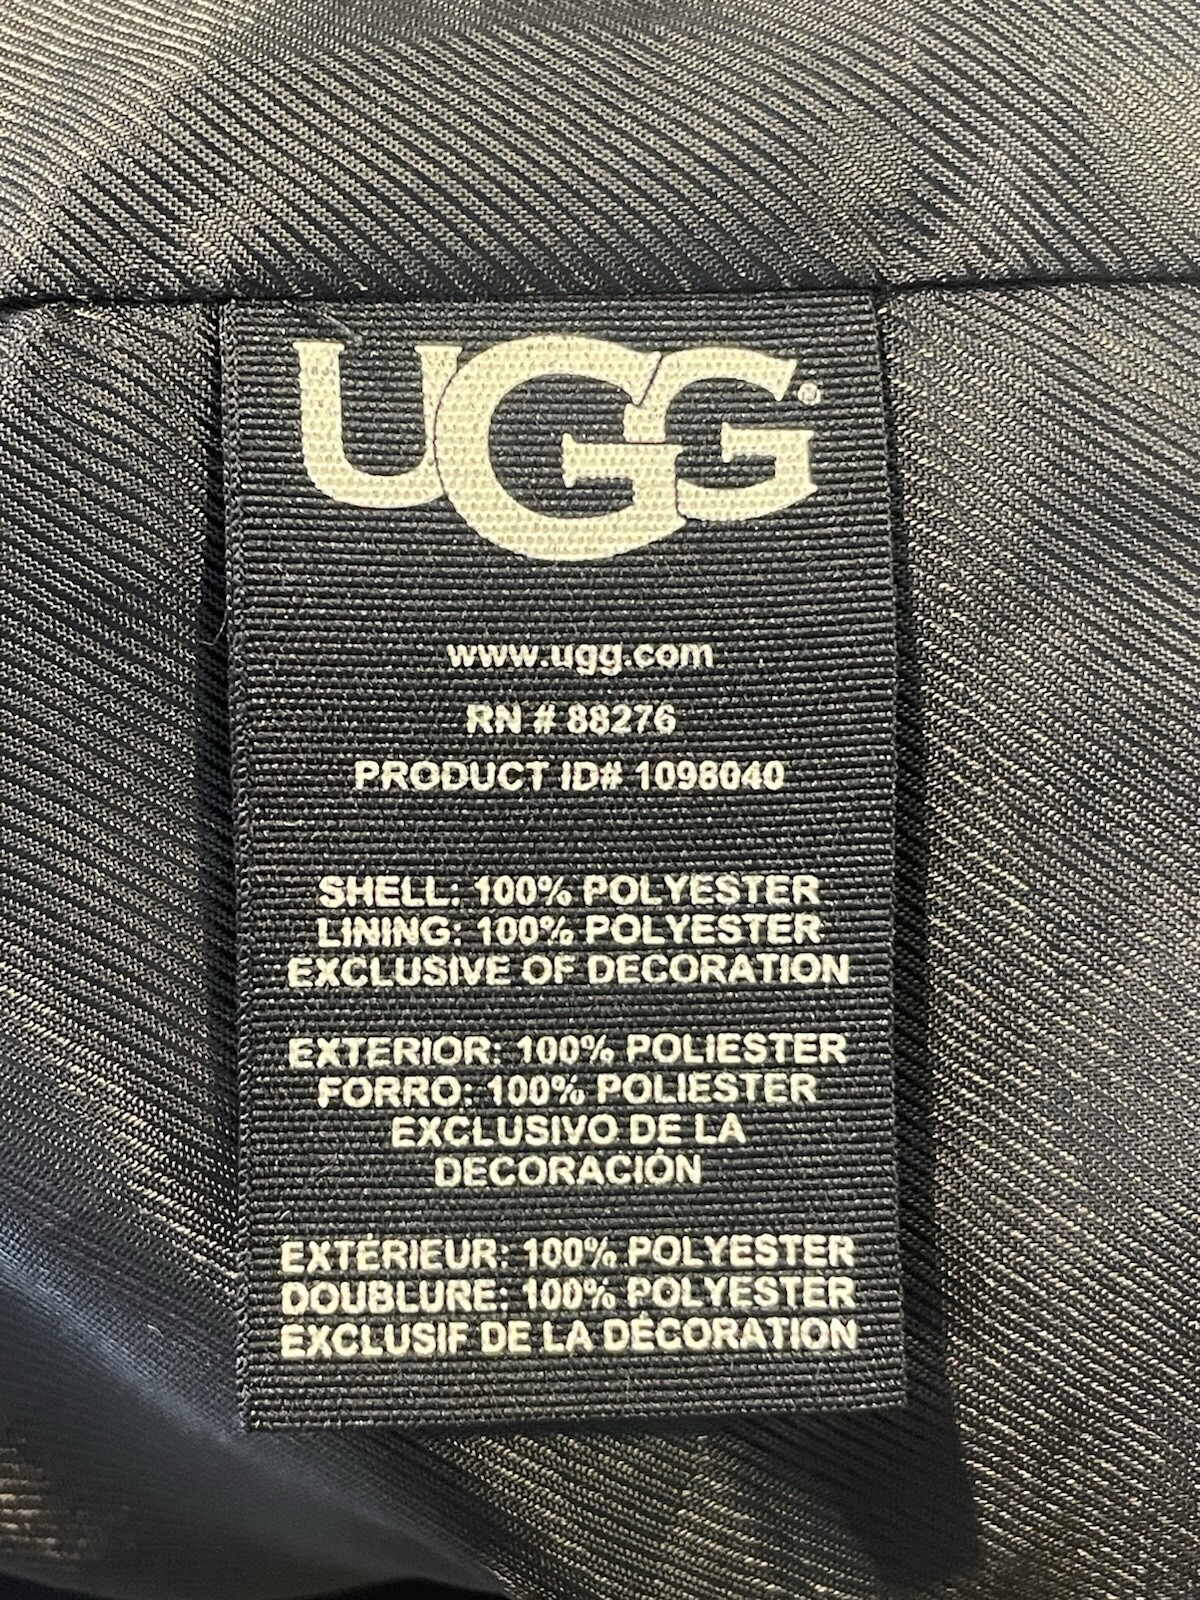 UGG®
www.ugg.com
RN # 88276
PRODUCT ID# 1098040
SHELL: 100% POLYESTER
LINING: 100% POLYESTER
EXCLUSIVE OF DECORATION
EXTERIOR: 100% POLIESTER
FORRO: 100% POLIESTER
EXCLUSIVO DE LA
DECORACIÓN
EXTÉRIEUR: 100% POLYESTER
DOUBLURE: 100% POLYESTER
EXCLUSIF DE LA DÉCORATION